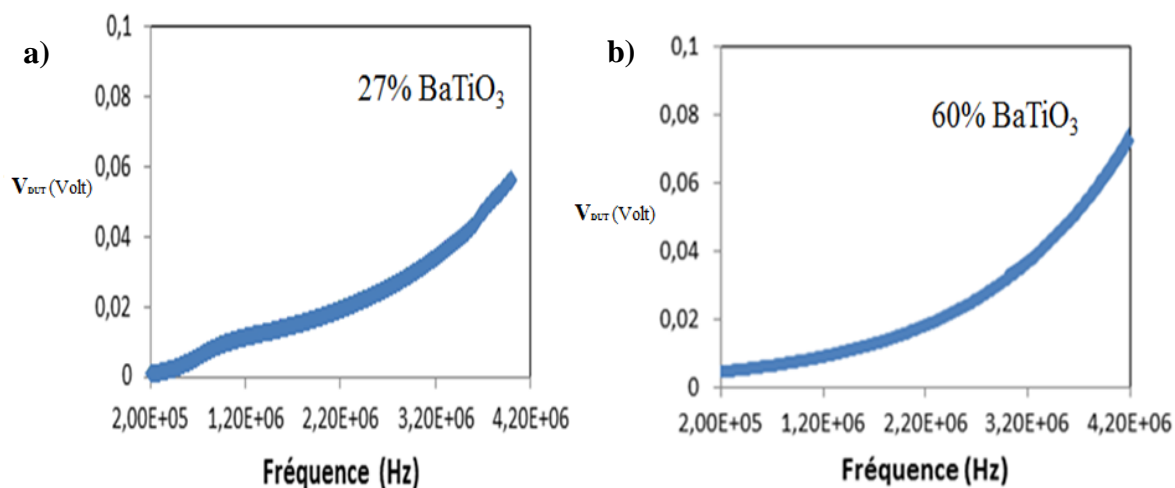 a)
27% BaTiO₃
0,1
0,08
0,06
0,04
0,02
0
V_DUT (Volt)
2,00E+05 1,20E+06 2,20E+06 3,20E+06 4,20E+06
Fréquence (Hz)
b)
60% BaTiO₃
0,1
0,08
0,06
0,04
0,02
0
V_DUT (Volt)
2,00E+05 1,20E+06 2,20E+06 3,20E+06 4,20E+06
Fréquence (Hz)